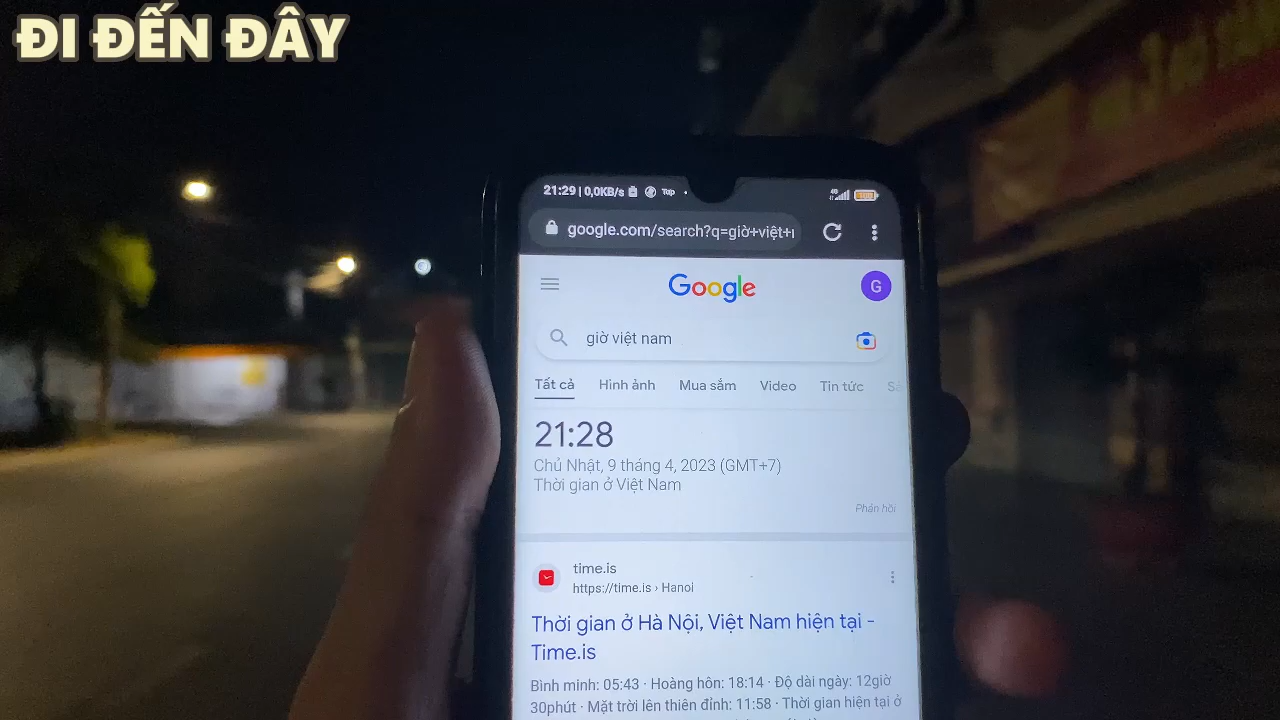 ĐI ĐẾN ĐÂY
21:29 | 0,0KB/s
google.com/search?q=giờ+việt+
Google
G
giờ việt nam
Tất cả Hình ảnh Mua sắm Video Tin tức
21:28
Chủ Nhật, 9 tháng 4, 2023 (GMT+7)
Thời gian ở Việt Nam
Phản hồi
time.is
https://time.is › Hanoi
Thời gian ở Hà Nội, Việt Nam hiện tại -
Time.is
Bình minh: 05:43 · Hoàng hôn: 18:14 · Độ dài ngày: 12giờ
30phút · Mặt trời lên thiên đỉnh: 11:58 · Thời gian hiện tại ở